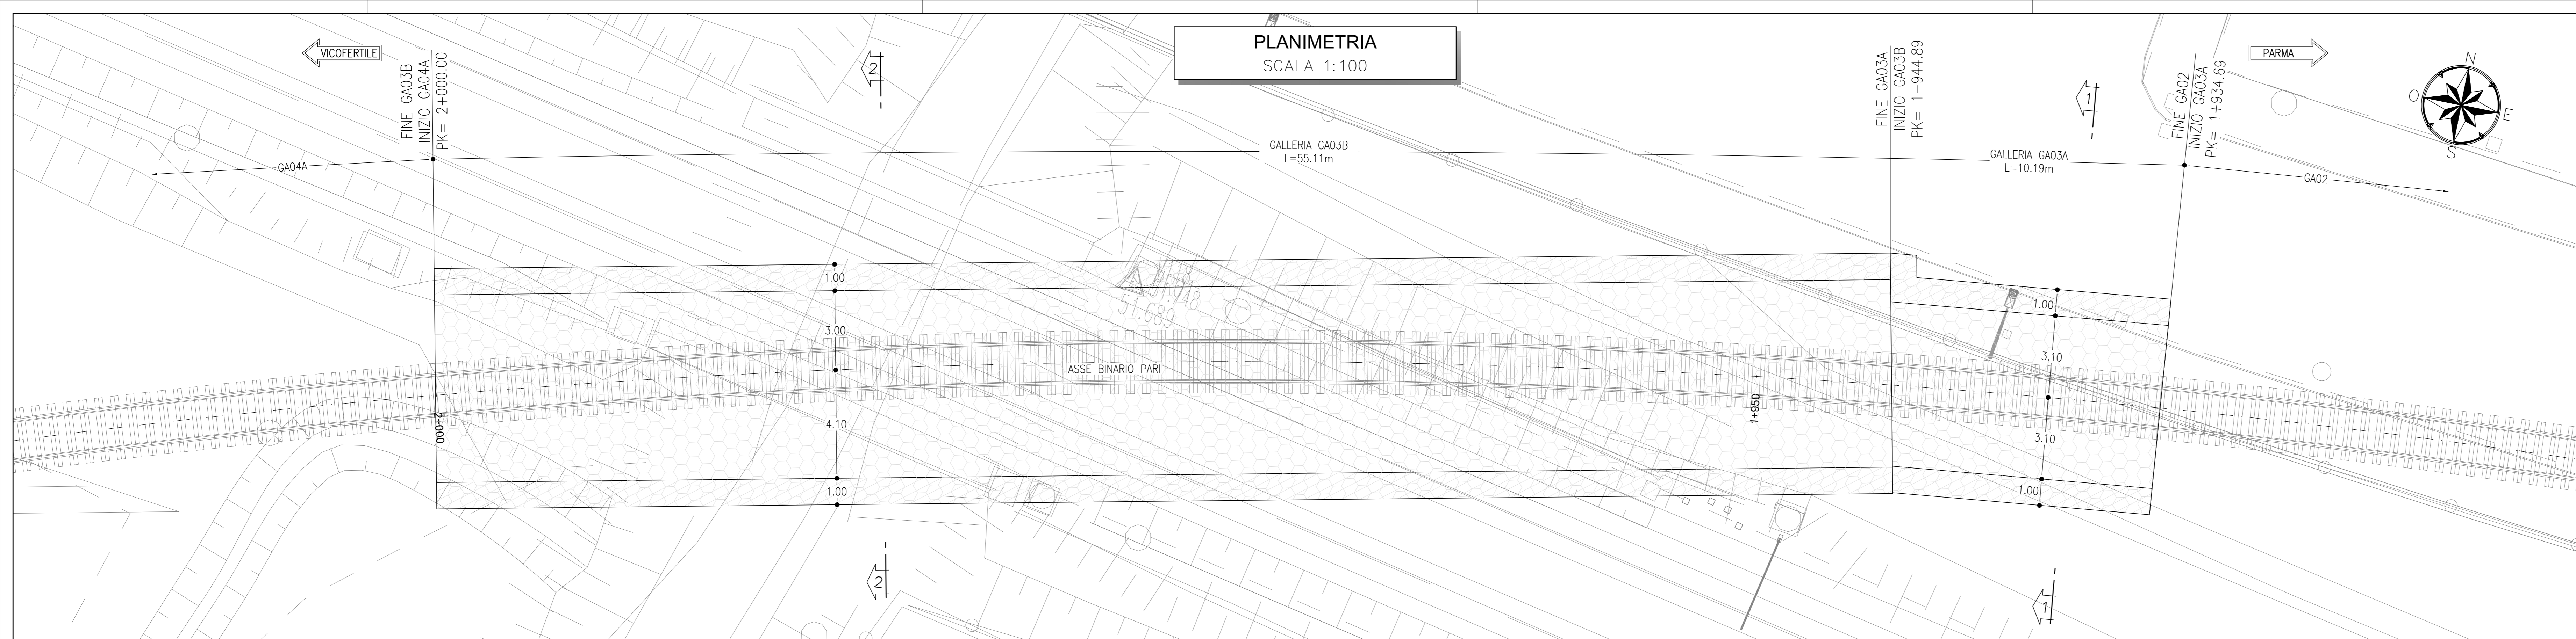 VICOFERTILE
FINE GA03B
INIZIO GA04A
PK= 2+000.00
2
PLANIMETRIA
SCALA 1:100
FINE GA03A
INIZIO GA03B
PK= 1+944.89
1
FINE GA02
INIZIO GA03A
PK= 1+934.69
PARMA
N
O
E
S
GA04A
GALLERIA GA03B
L=55.11m
GALLERIA GA03A
L=10.19m
GA02
1.00
3.00
4.10
1.00
51.689
ASSE BINARIO PARI
2+000
1+950
1.00
3.10
3.10
1.00
2
1